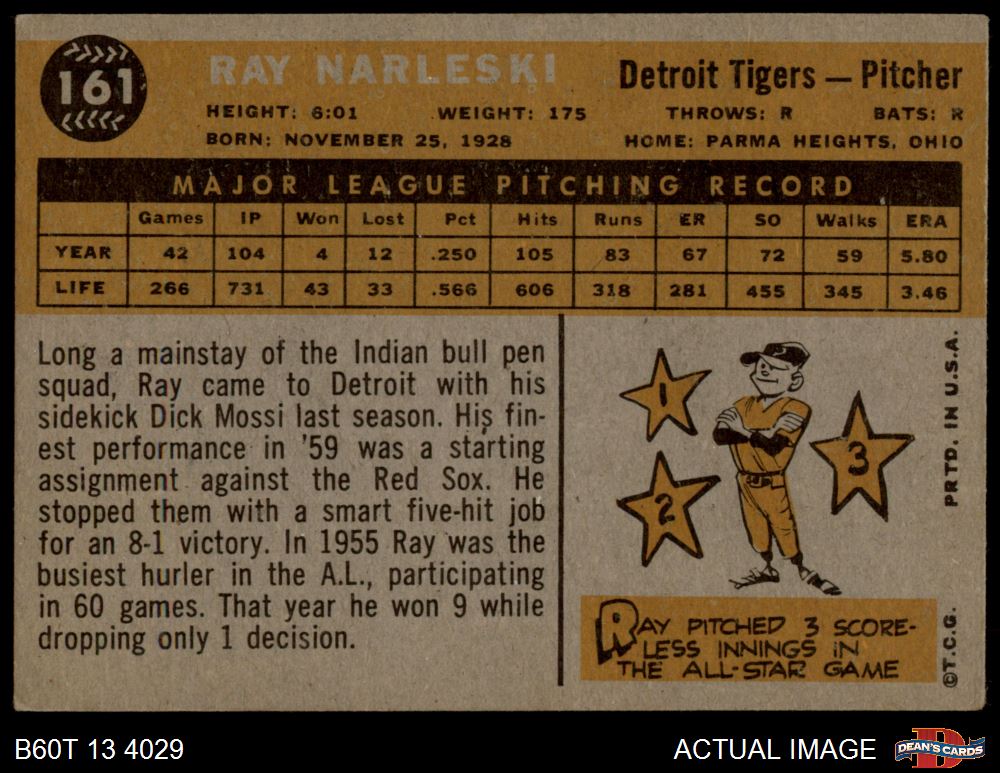 161
RAY NARLESKI
Detroit Tigers — Pitcher
HEIGHT: 6:01 WEIGHT: 175 THROWS: R BATS: R
BORN: NOVEMBER 25, 1928 HOME: PARMA HEIGHTS, OHIO
MAJOR LEAGUE PITCHING RECORD
Games IP Won Lost Pct Hits Runs ER SO Walks ERA
YEAR 42 104 4 12 .250 105 83 67 72 59 5.80
LIFE 266 731 43 33 .566 606 318 281 455 345 3.46
Long a mainstay of the Indian bull pen
squad, Ray came to Detroit with his
sidekick Dick Mossi last season. His fin-
est performance in '59 was a starting
assignment against the Red Sox. He
stopped them with a smart five-hit job
for an 8-1 victory. In 1955 Ray was the
busiest hurler in the A.L., participating
in 60 games. That year he won 9 while
dropping only 1 decision.
1
2
3
RAY PITCHED 3 SCORE-
LESS INNINGS IN
THE ALL-STAR GAME
©T.C.G. PRTD. IN U.S.A.
B60T 13 4029
ACTUAL IMAGE
D
DEAN'S CARDS